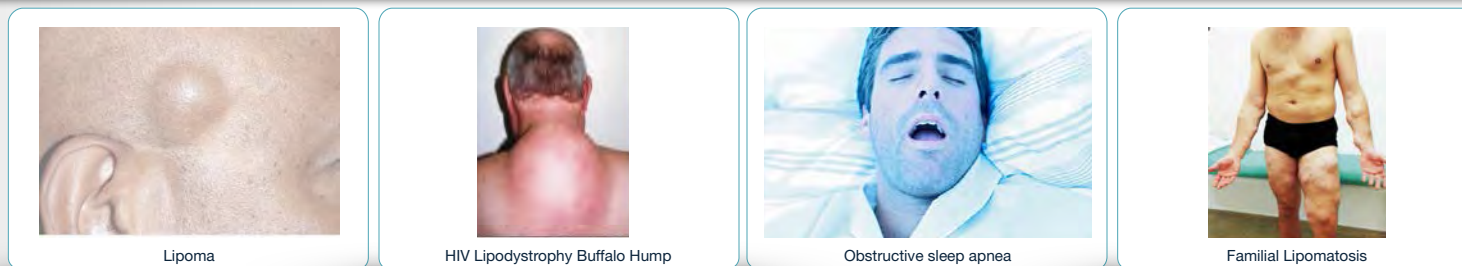 Lipoma
HIV Lipodystrophy Buffalo Hump
Obstructive sleep apnea
Familial Lipomatosis